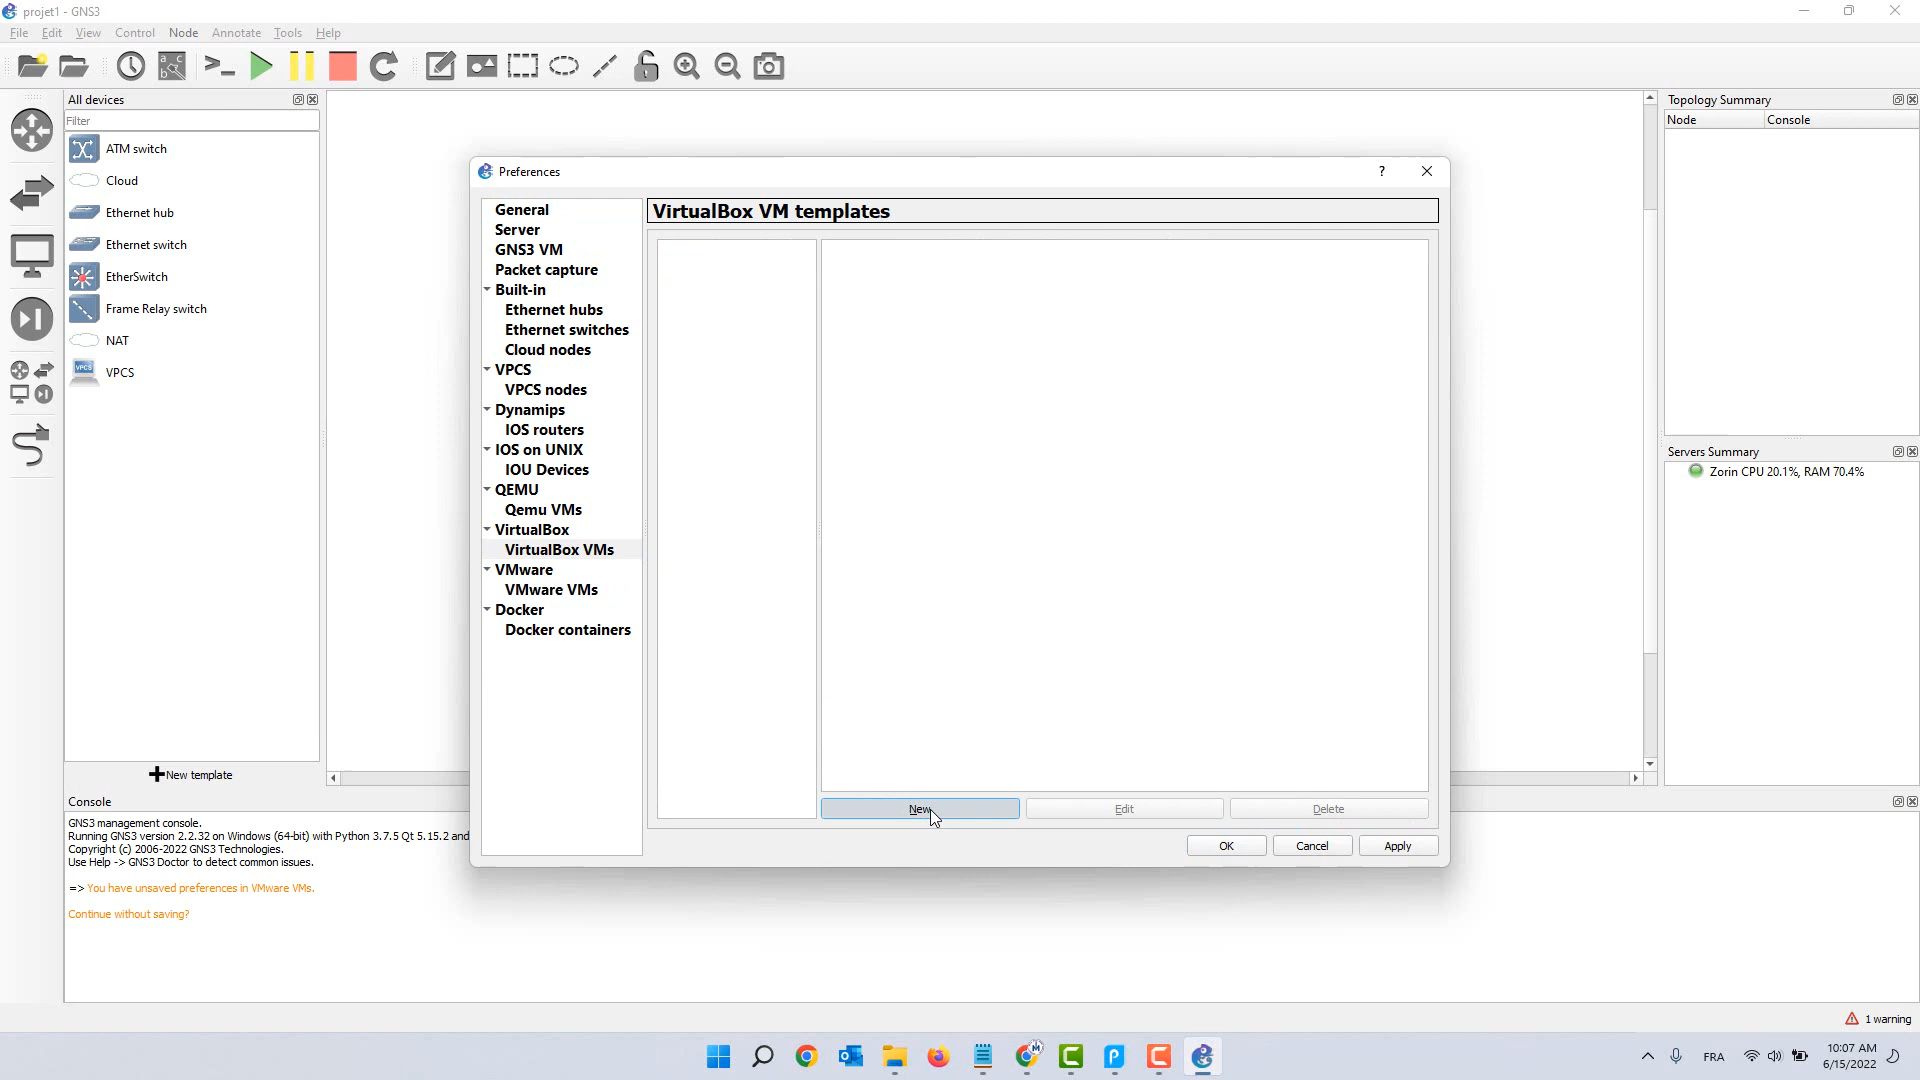 projet1 - GNS3
File Edit View Control Node Annotate Tools Help
All devices
Filter
ATM switch
Cloud
Ethernet hub
Ethernet switch
EtherSwitch
Frame Relay switch
NAT
VPCS
VPCS
New template
Preferences
?
General
Server
GNS3 VM
Packet capture
Built-in
Ethernet hubs
Ethernet switches
Cloud nodes
VPCS
VPCS nodes
Dynamips
IOS routers
IOS on UNIX
IOU Devices
QEMU
Qemu VMs
VirtualBox
VirtualBox VMs
VMware
VMware VMs
Docker
Docker containers
VirtualBox VM templates
New Edit Delete
OK Cancel Apply
Topology Summary
Node Console
Servers Summary
Zorin CPU 20.1%, RAM 70.4%
Console
GNS3 management console.
Running GNS3 version 2.2.32 on Windows (64-bit) with Python 3.7.5 Qt 5.15.2 and
Copyright (c) 2006-2022 GNS3 Technologies.
Use Help -> GNS3 Doctor to detect common issues.
=> You have unsaved preferences in VMware VMs.
Continue without saving?
1 warning
FRA
10:07 AM
6/15/2022